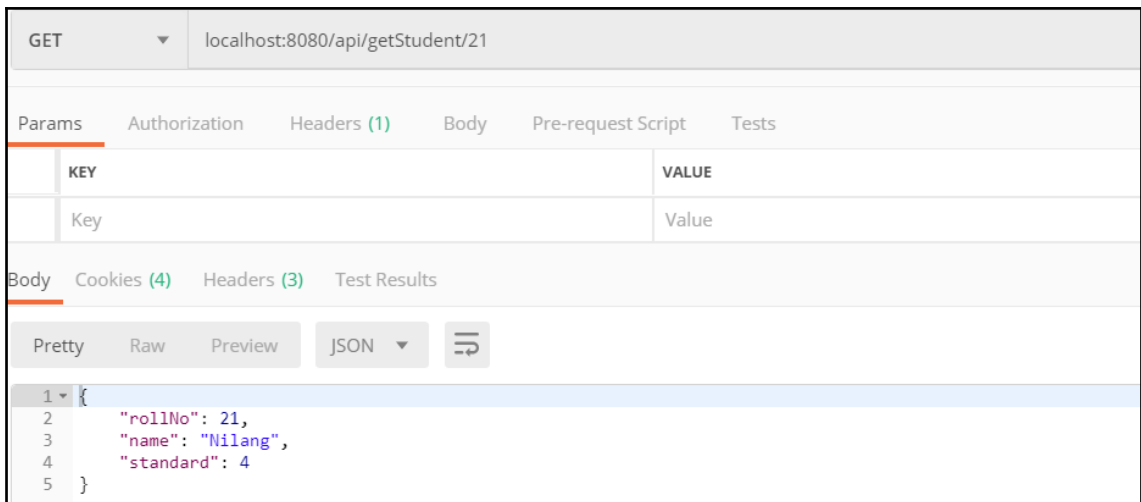 GET localhost:8080/api/getStudent/21
Params Authorization Headers (1) Body Pre-request Script Tests
KEY VALUE
Key Value
Body Cookies (4) Headers (3) Test Results
Pretty Raw Preview JSON
1 {
2 "rollNo": 21,
3 "name": "Nilang",
4 "standard": 4
5 }